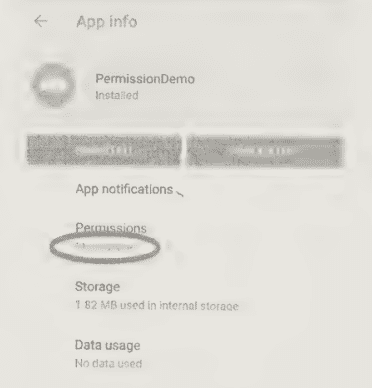 App info
PermissionDemo
Installed
App notifications
Permissions
Storage
1.82 MB used in internal storage
Data usage
No data used